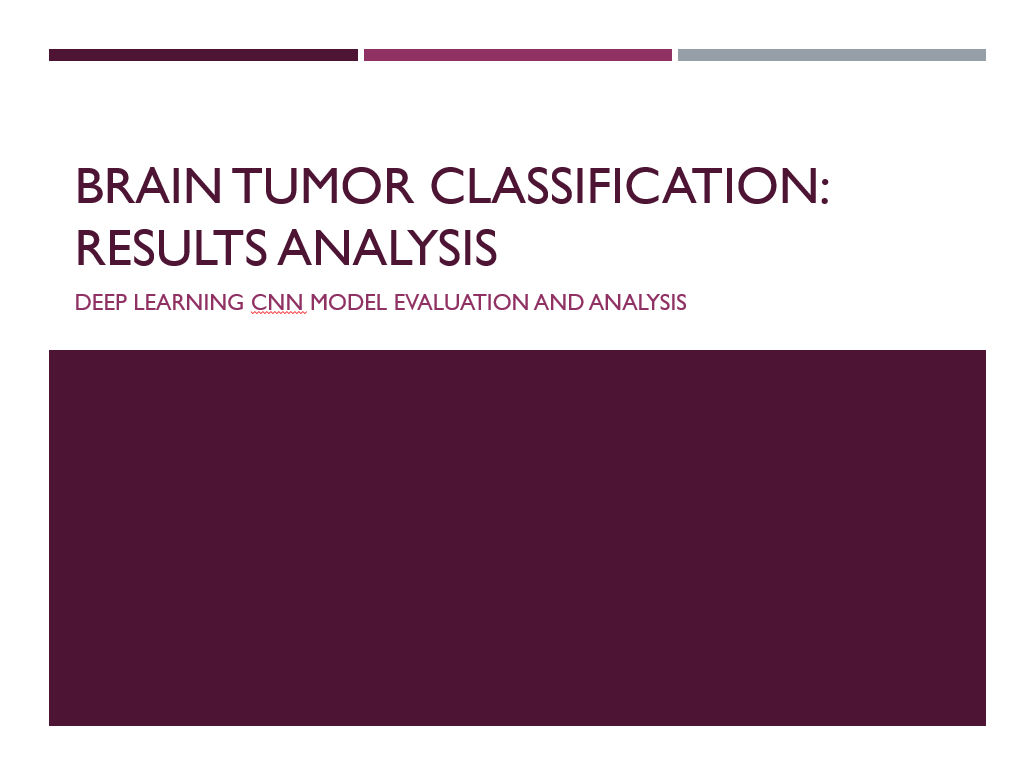 BRAIN TUMOR CLASSIFICATION:
RESULTS ANALYSIS
DEEP LEARNING CNN MODEL EVALUATION AND ANALYSIS